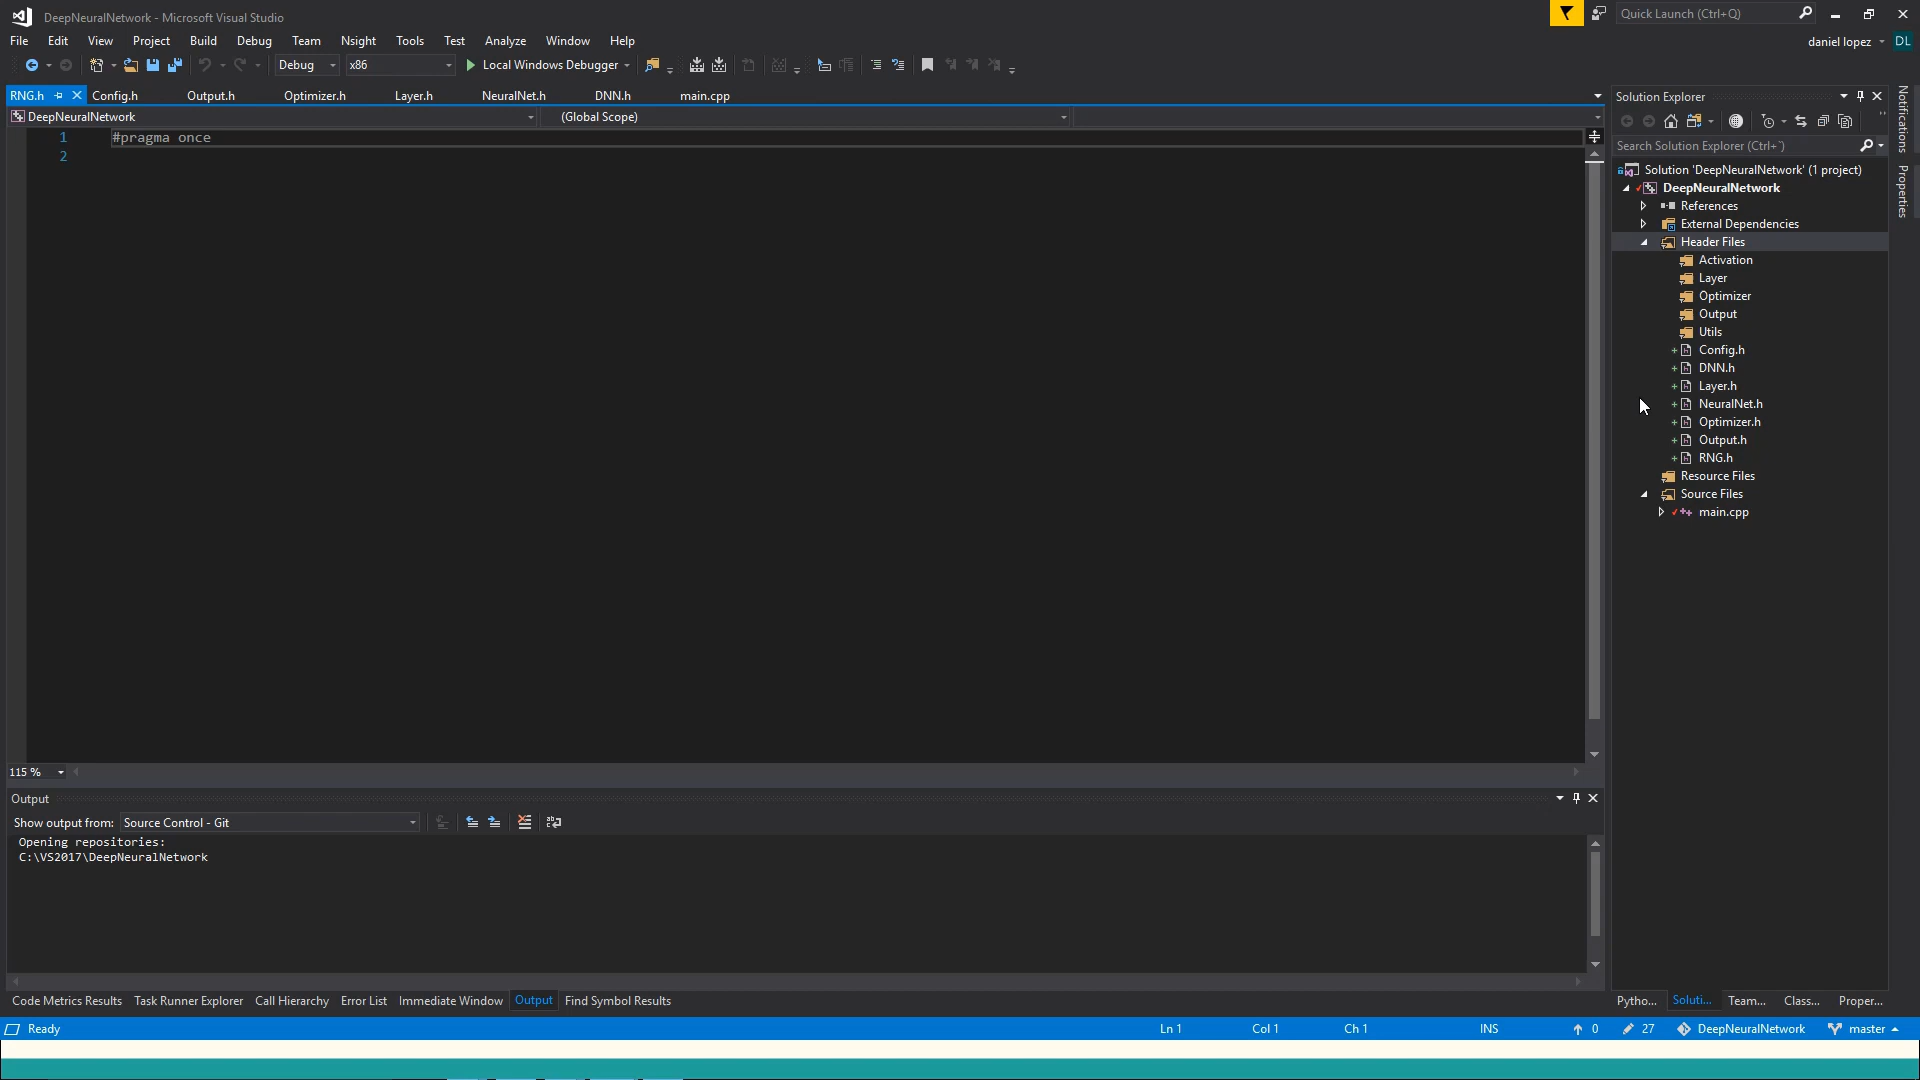 DeepNeuralNetwork - Microsoft Visual Studio
Quick Launch (Ctrl+Q)
File Edit View Project Build Debug Team Nsight Tools Test Analyze Window Help
daniel lopez DL
Debug x86 Local Windows Debugger
RNG.h Config.h Output.h Optimizer.h Layer.h NeuralNet.h DNN.h main.cpp
DeepNeuralNetwork (Global Scope)
1 #pragma once
2
115 %
Output
Show output from: Source Control - Git
Opening repositories:
C:\VS2017\DeepNeuralNetwork
Code Metrics Results Task Runner Explorer Call Hierarchy Error List Immediate Window Output Find Symbol Results
Solution Explorer
Search Solution Explorer (Ctrl+¨)
Solution 'DeepNeuralNetwork' (1 project)
DeepNeuralNetwork
References
External Dependencies
Header Files
Activation
Layer
Optimizer
Output
Utils
Config.h
DNN.h
Layer.h
NeuralNet.h
Optimizer.h
Output.h
RNG.h
Resource Files
Source Files
main.cpp
Pytho... Soluti... Team... Class... Proper...
Notifications
Properties
Ready Ln 1 Col 1 Ch 1 INS 0 27 DeepNeuralNetwork master